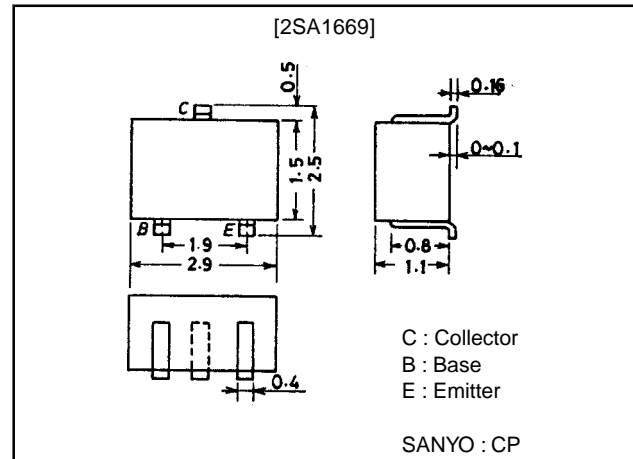 [2SA1669]
C
0.5
0.16
1.5
2.5
0~0.1
B
E
1.9
2.9
0.8
1.1
0.4
C : Collector
B : Base
E : Emitter
SANYO : CP